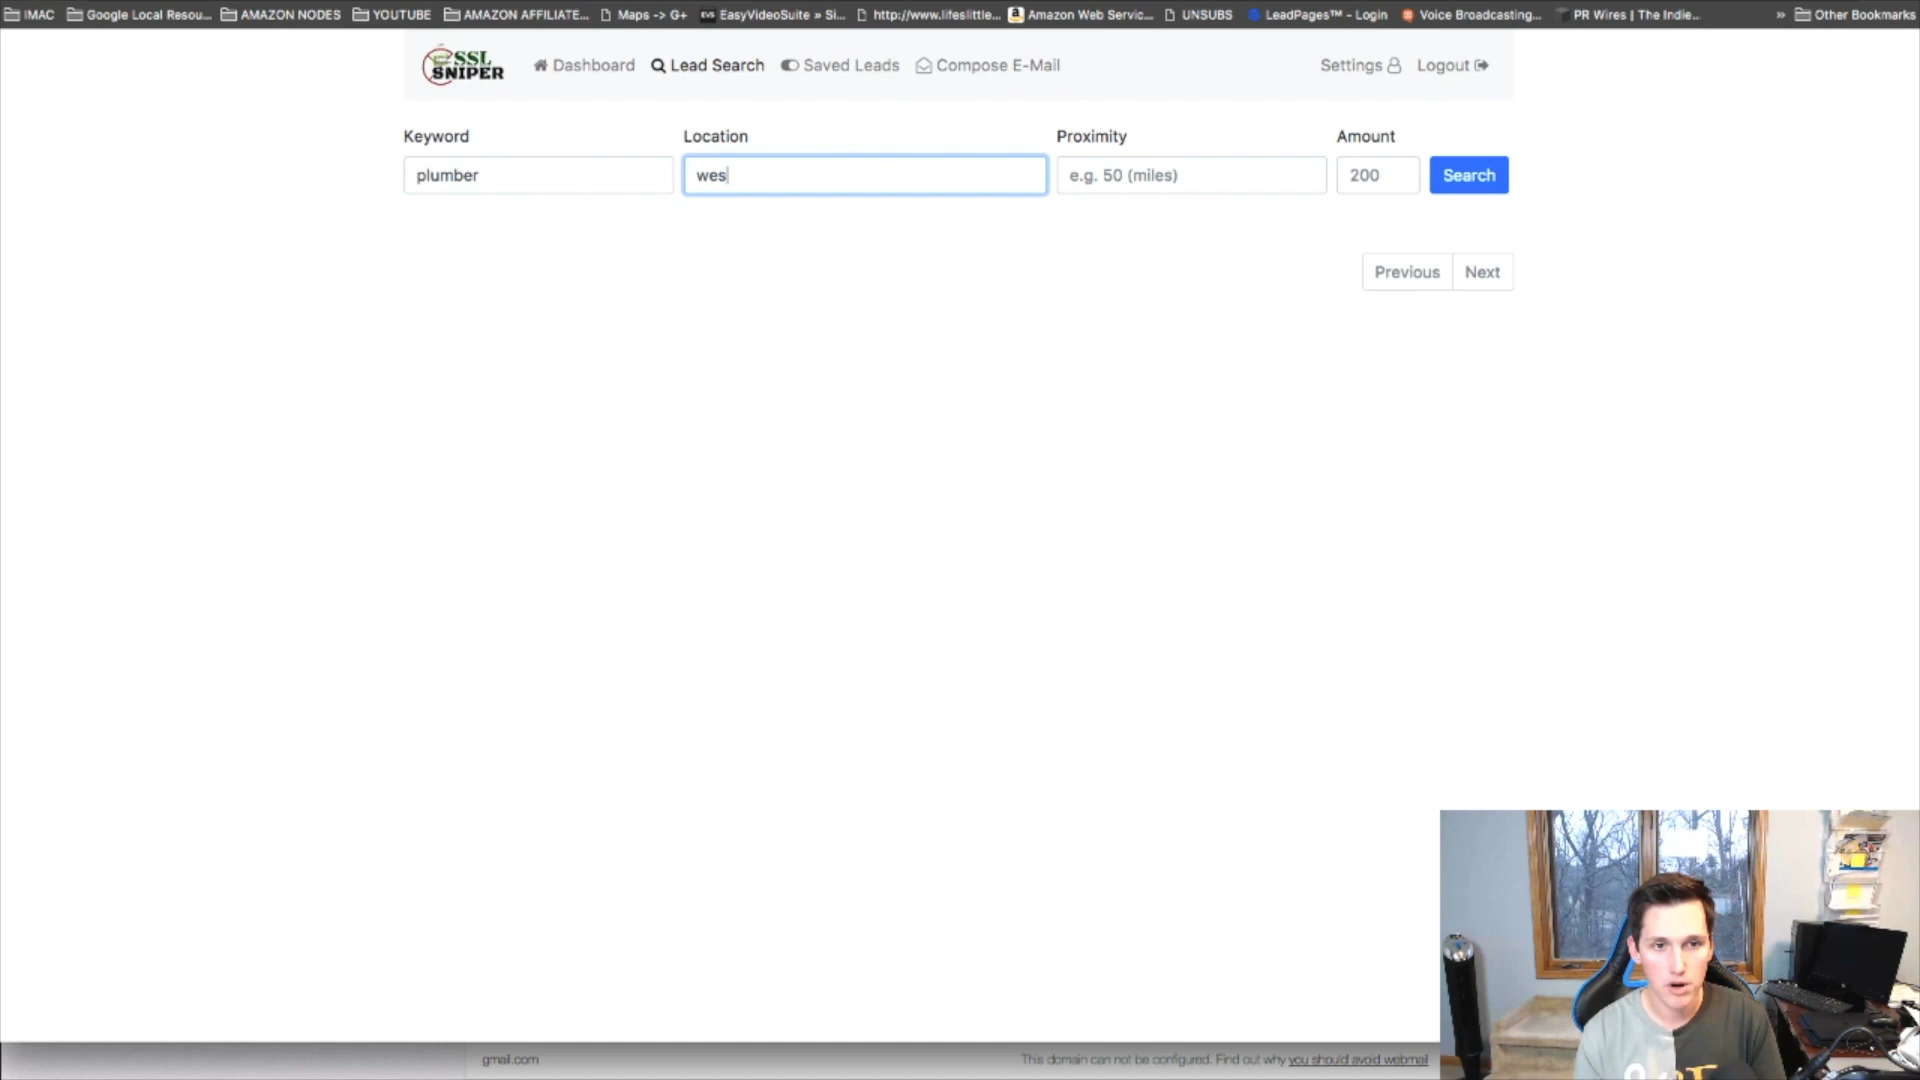 IMAC Google Local Resou... AMAZON NODES YOUTUBE AMAZON AFFILIATE... Maps -> G+ EVS EasyVideoSuite » Si... http://www.lifeslittle... a Amazon Web Servic... UNSUBS LeadPages™ - Login Voice Broadcasting... PR Wires | The Indie... » Other Bookmarks
SSL
SNIPER
Dashboard Lead Search Saved Leads Compose E-Mail Settings Logout
Keyword Location Proximity Amount
plumber wes e.g. 50 (miles) 200 Search
Previous Next
gmail.com This domain can not be configured. Find out why you should avoid webmail